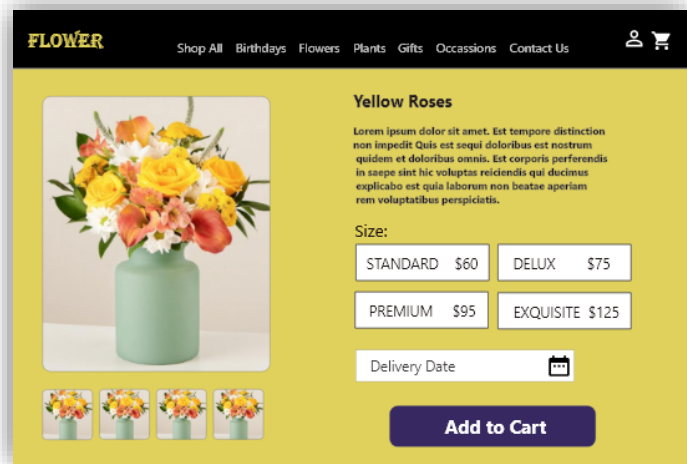 FLOWER
Shop All Birthdays Flowers Plants Gifts Occassions Contact Us
Yellow Roses
Lorem ipsum dolor sit amet. Est tempore distinction
non impedit Quis est sequi doloribus est nostrum
quidem et doloribus omnis. Est corporis perferendis
in saepe sint hic voluptas reiciendis qui ducimus
explicabo est quia laborum non beatae aperiam
rem voluptatibus perspiciatis.
Size:
STANDARD $60 DELUX $75
PREMIUM $95 EXQUISITE $125
Delivery Date
Add to Cart